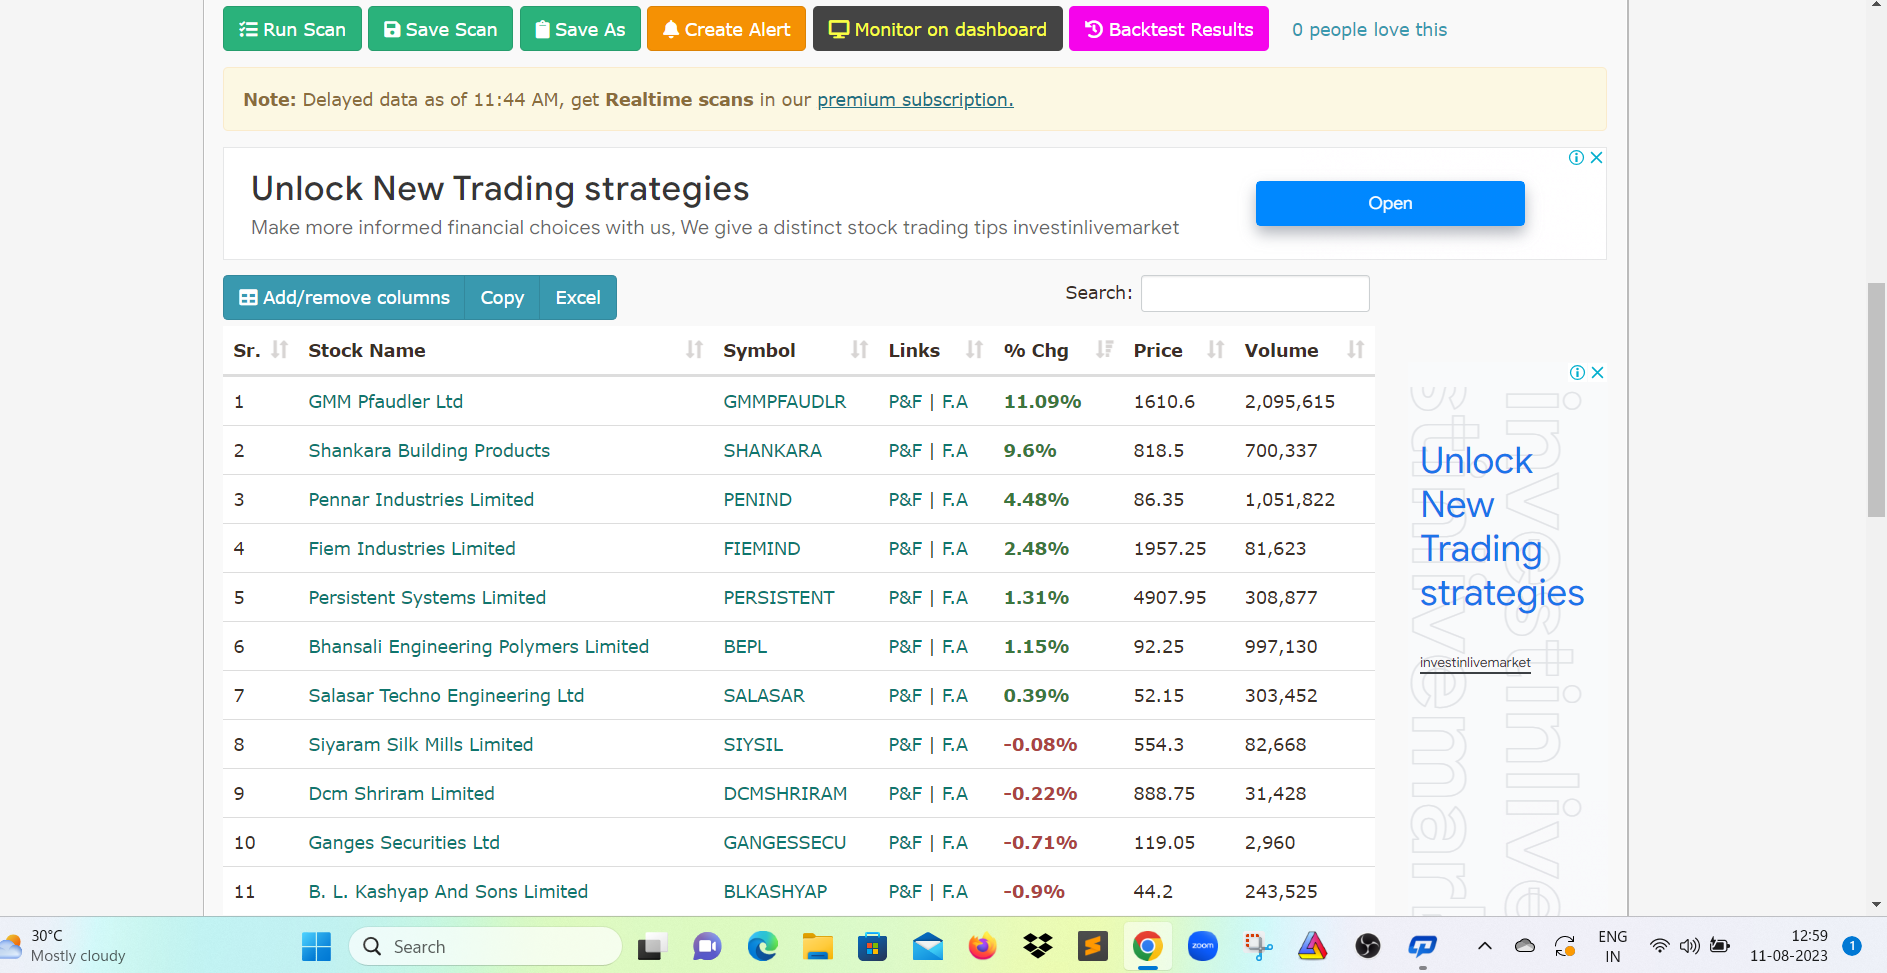 Run Scan Save Scan Save As Create Alert Monitor on dashboard Backtest Results 0 people love this
Note: Delayed data as of 11:44 AM, get Realtime scans in our premium subscription.
Unlock New Trading strategies
Make more informed financial choices with us, We give a distinct stock trading tips investinlivemarket
Open
Add/remove columns Copy Excel Search:
Sr. Stock Name Symbol Links % Chg Price Volume
1 GMM Pfaudler Ltd GMMPFAUDLR P&F | F.A 11.09% 1610.6 2,095,615
2 Shankara Building Products SHANKARA P&F | F.A 9.6% 818.5 700,337
3 Pennar Industries Limited PENIND P&F | F.A 4.48% 86.35 1,051,822
4 Fiem Industries Limited FIEMIND P&F | F.A 2.48% 1957.25 81,623
5 Persistent Systems Limited PERSISTENT P&F | F.A 1.31% 4907.95 308,877
6 Bhansali Engineering Polymers Limited BEPL P&F | F.A 1.15% 92.25 997,130
7 Salasar Techno Engineering Ltd SALASAR P&F | F.A 0.39% 52.15 303,452
8 Siyaram Silk Mills Limited SIYSIL P&F | F.A -0.08% 554.3 82,668
9 Dcm Shriram Limited DCMSHRIRAM P&F | F.A -0.22% 888.75 31,428
10 Ganges Securities Ltd GANGESSECU P&F | F.A -0.71% 119.05 2,960
11 B. L. Kashyap And Sons Limited BLKASHYAP P&F | F.A -0.9% 44.2 243,525
Unlock
New
Trading
strategies
investinlivemarket
30°C
Mostly cloudy
Search
zoom
ENG
IN
12:59
11-08-2023
1